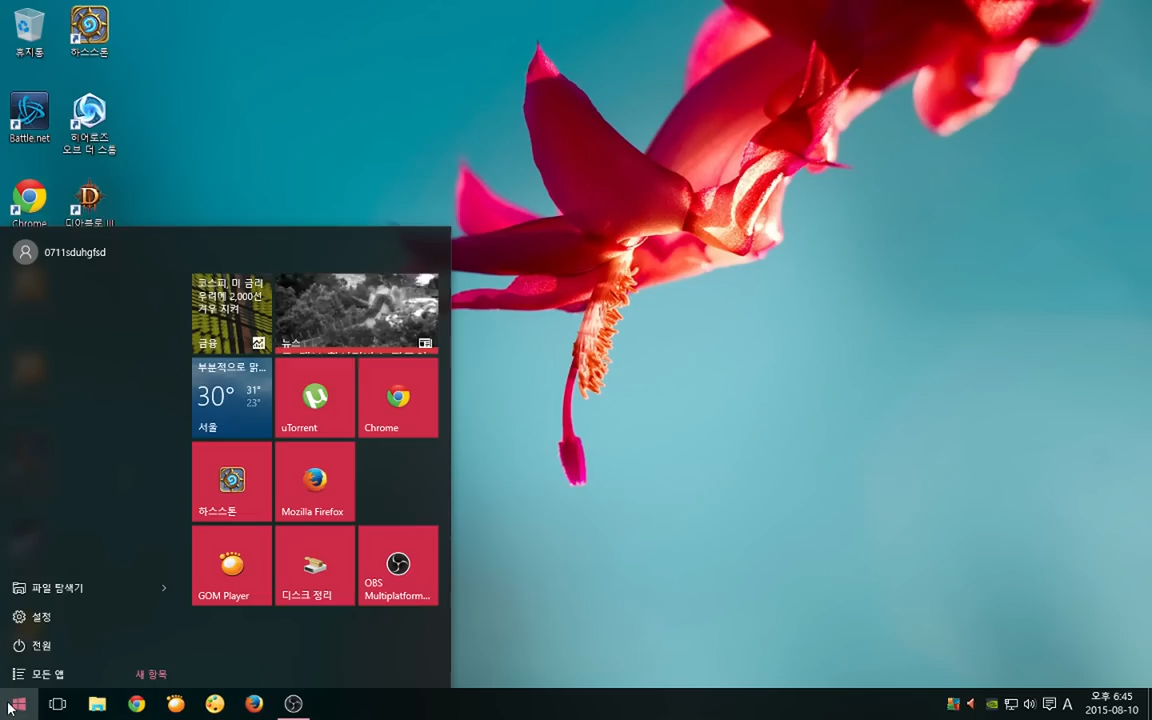 휴지통
하스스톤
Battle.net
히어로즈
오브 더 스톰
Chrome
디아블로 III
0711sduhgfsd
코스피, 미 금리
우려에 2,000선
겨우 지켜
금융
뉴스
부분적으로 맑...
30°
31°
23°
서울
uTorrent
Chrome
하스스톤
Mozilla Firefox
GOM Player
디스크 정리
OBS
Multiplatform...
파일 탐색기
설정
전원
모든 앱
새 항목
A
오후 6:45
2015-08-10